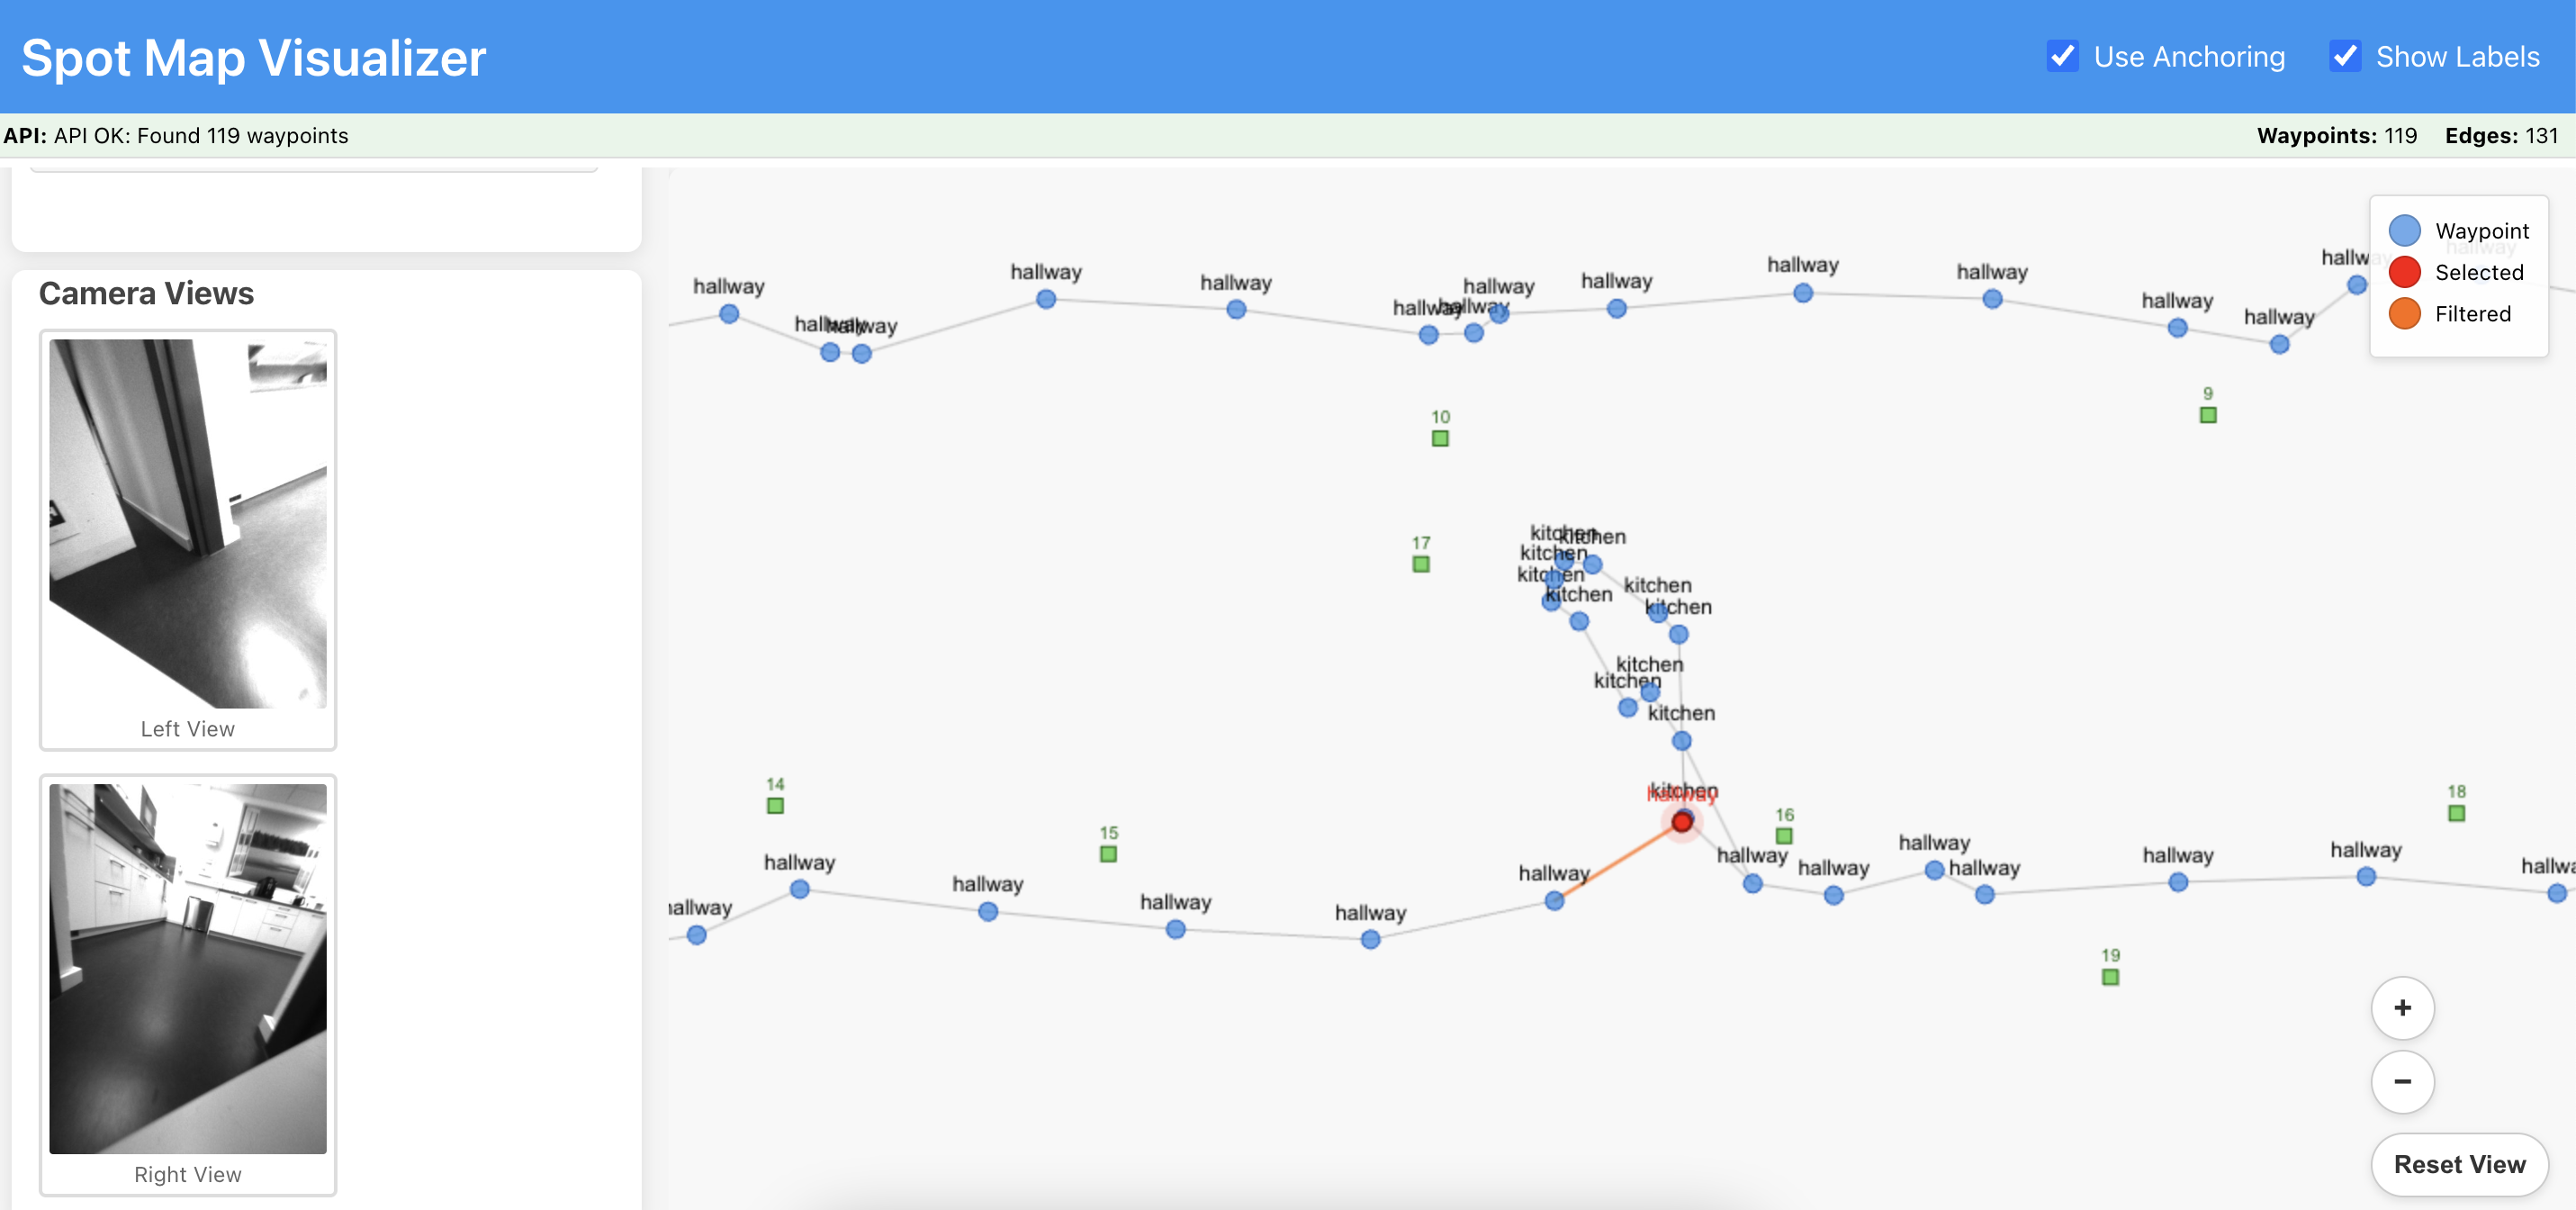 Spot Map Visualizer
Use Anchoring
Show Labels
API: API OK: Found 119 waypoints
Waypoints: 119 Edges: 131
Camera Views
Left View
Right View
Waypoint
Selected
Filtered
hallway
hallway
hallway
hallway
hallway
hallway
hallway
hallway
hallway
hallway
hallway
hallway
hallway
hallw
hallway
10
9
17
kitchen
kitchen
kitchen
kitchen
kitchen
kitchen
kitchen
kitchen
kitchen
kitchen
kitchen
hallway
14
15
16
18
19
hallway
hallway
hallway
hallway
hallway
hallway
hallway
hallway
hallway
hallway
hallway
hallway
hallwa
+
−
Reset View